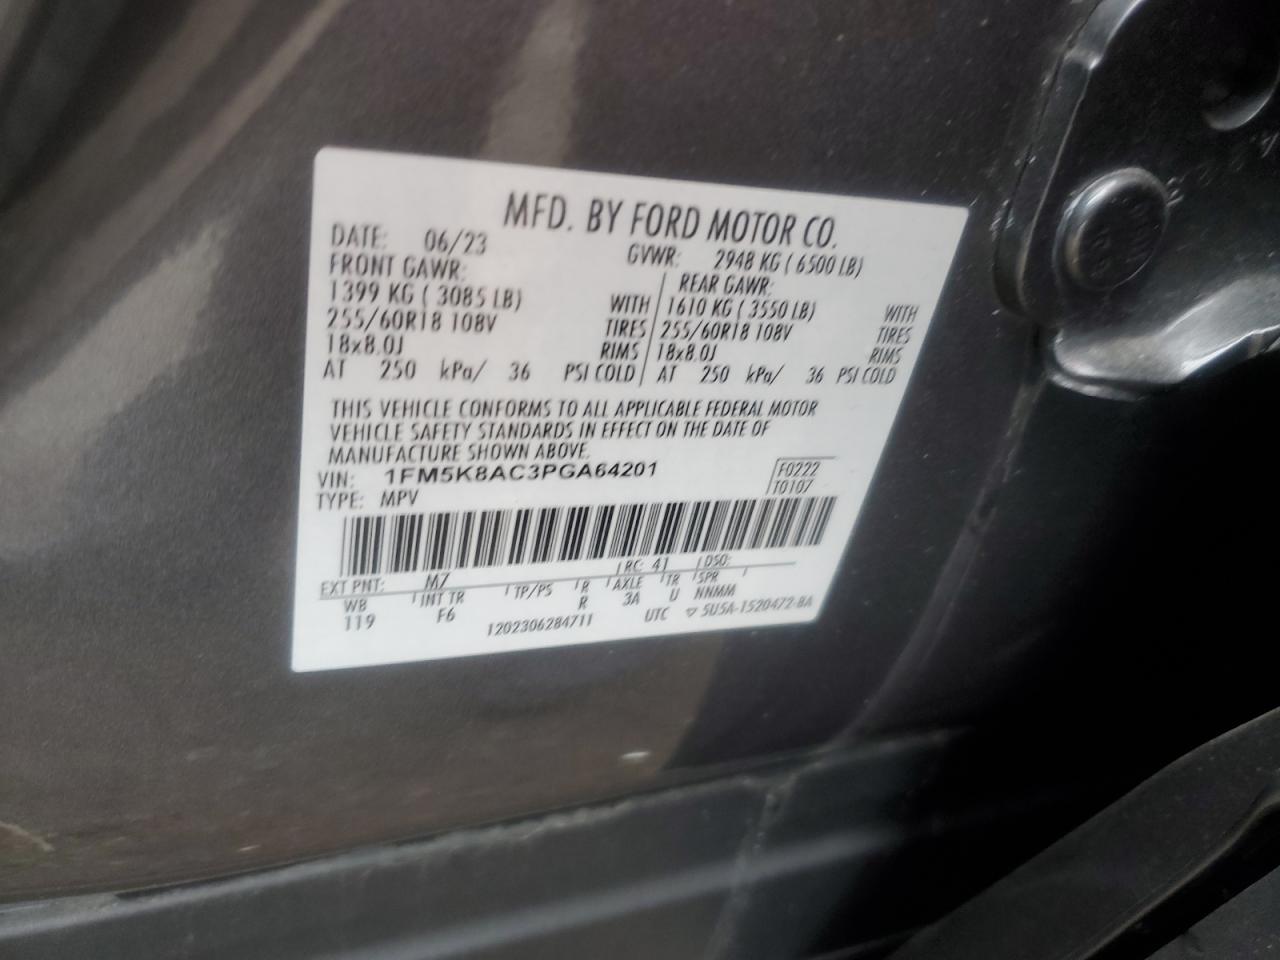 MFD. BY FORD MOTOR CO.
DATE: 06/23 GVWR: 2948 KG ( 6500 LB)
FRONT GAWR: REAR GAWR:
1399 KG ( 3085 LB) WITH 1610 KG ( 3550 LB) WITH
255/60R18 108V TIRES 255/60R18 108V TIRES
18x8.0J RIMS 18x8.0J RIMS
AT 250 kPa/ 36 PSI COLD AT 250 kPa/ 36 PSI COLD
THIS VEHICLE CONFORMS TO ALL APPLICABLE FEDERAL MOTOR
VEHICLE SAFETY STANDARDS IN EFFECT ON THE DATE OF
MANUFACTURE SHOWN ABOVE.
VIN: 1FM5K8AC3PGA64201 F0222
TYPE: MPV T0107
EXT PNT: M7 RC: 41 DSO:
WB INT TR TP/PS R AXLE TR SPR
119 F6 R 3A U NNMM
1202306284711 UTC ▽ 5U5A-1520472-BA